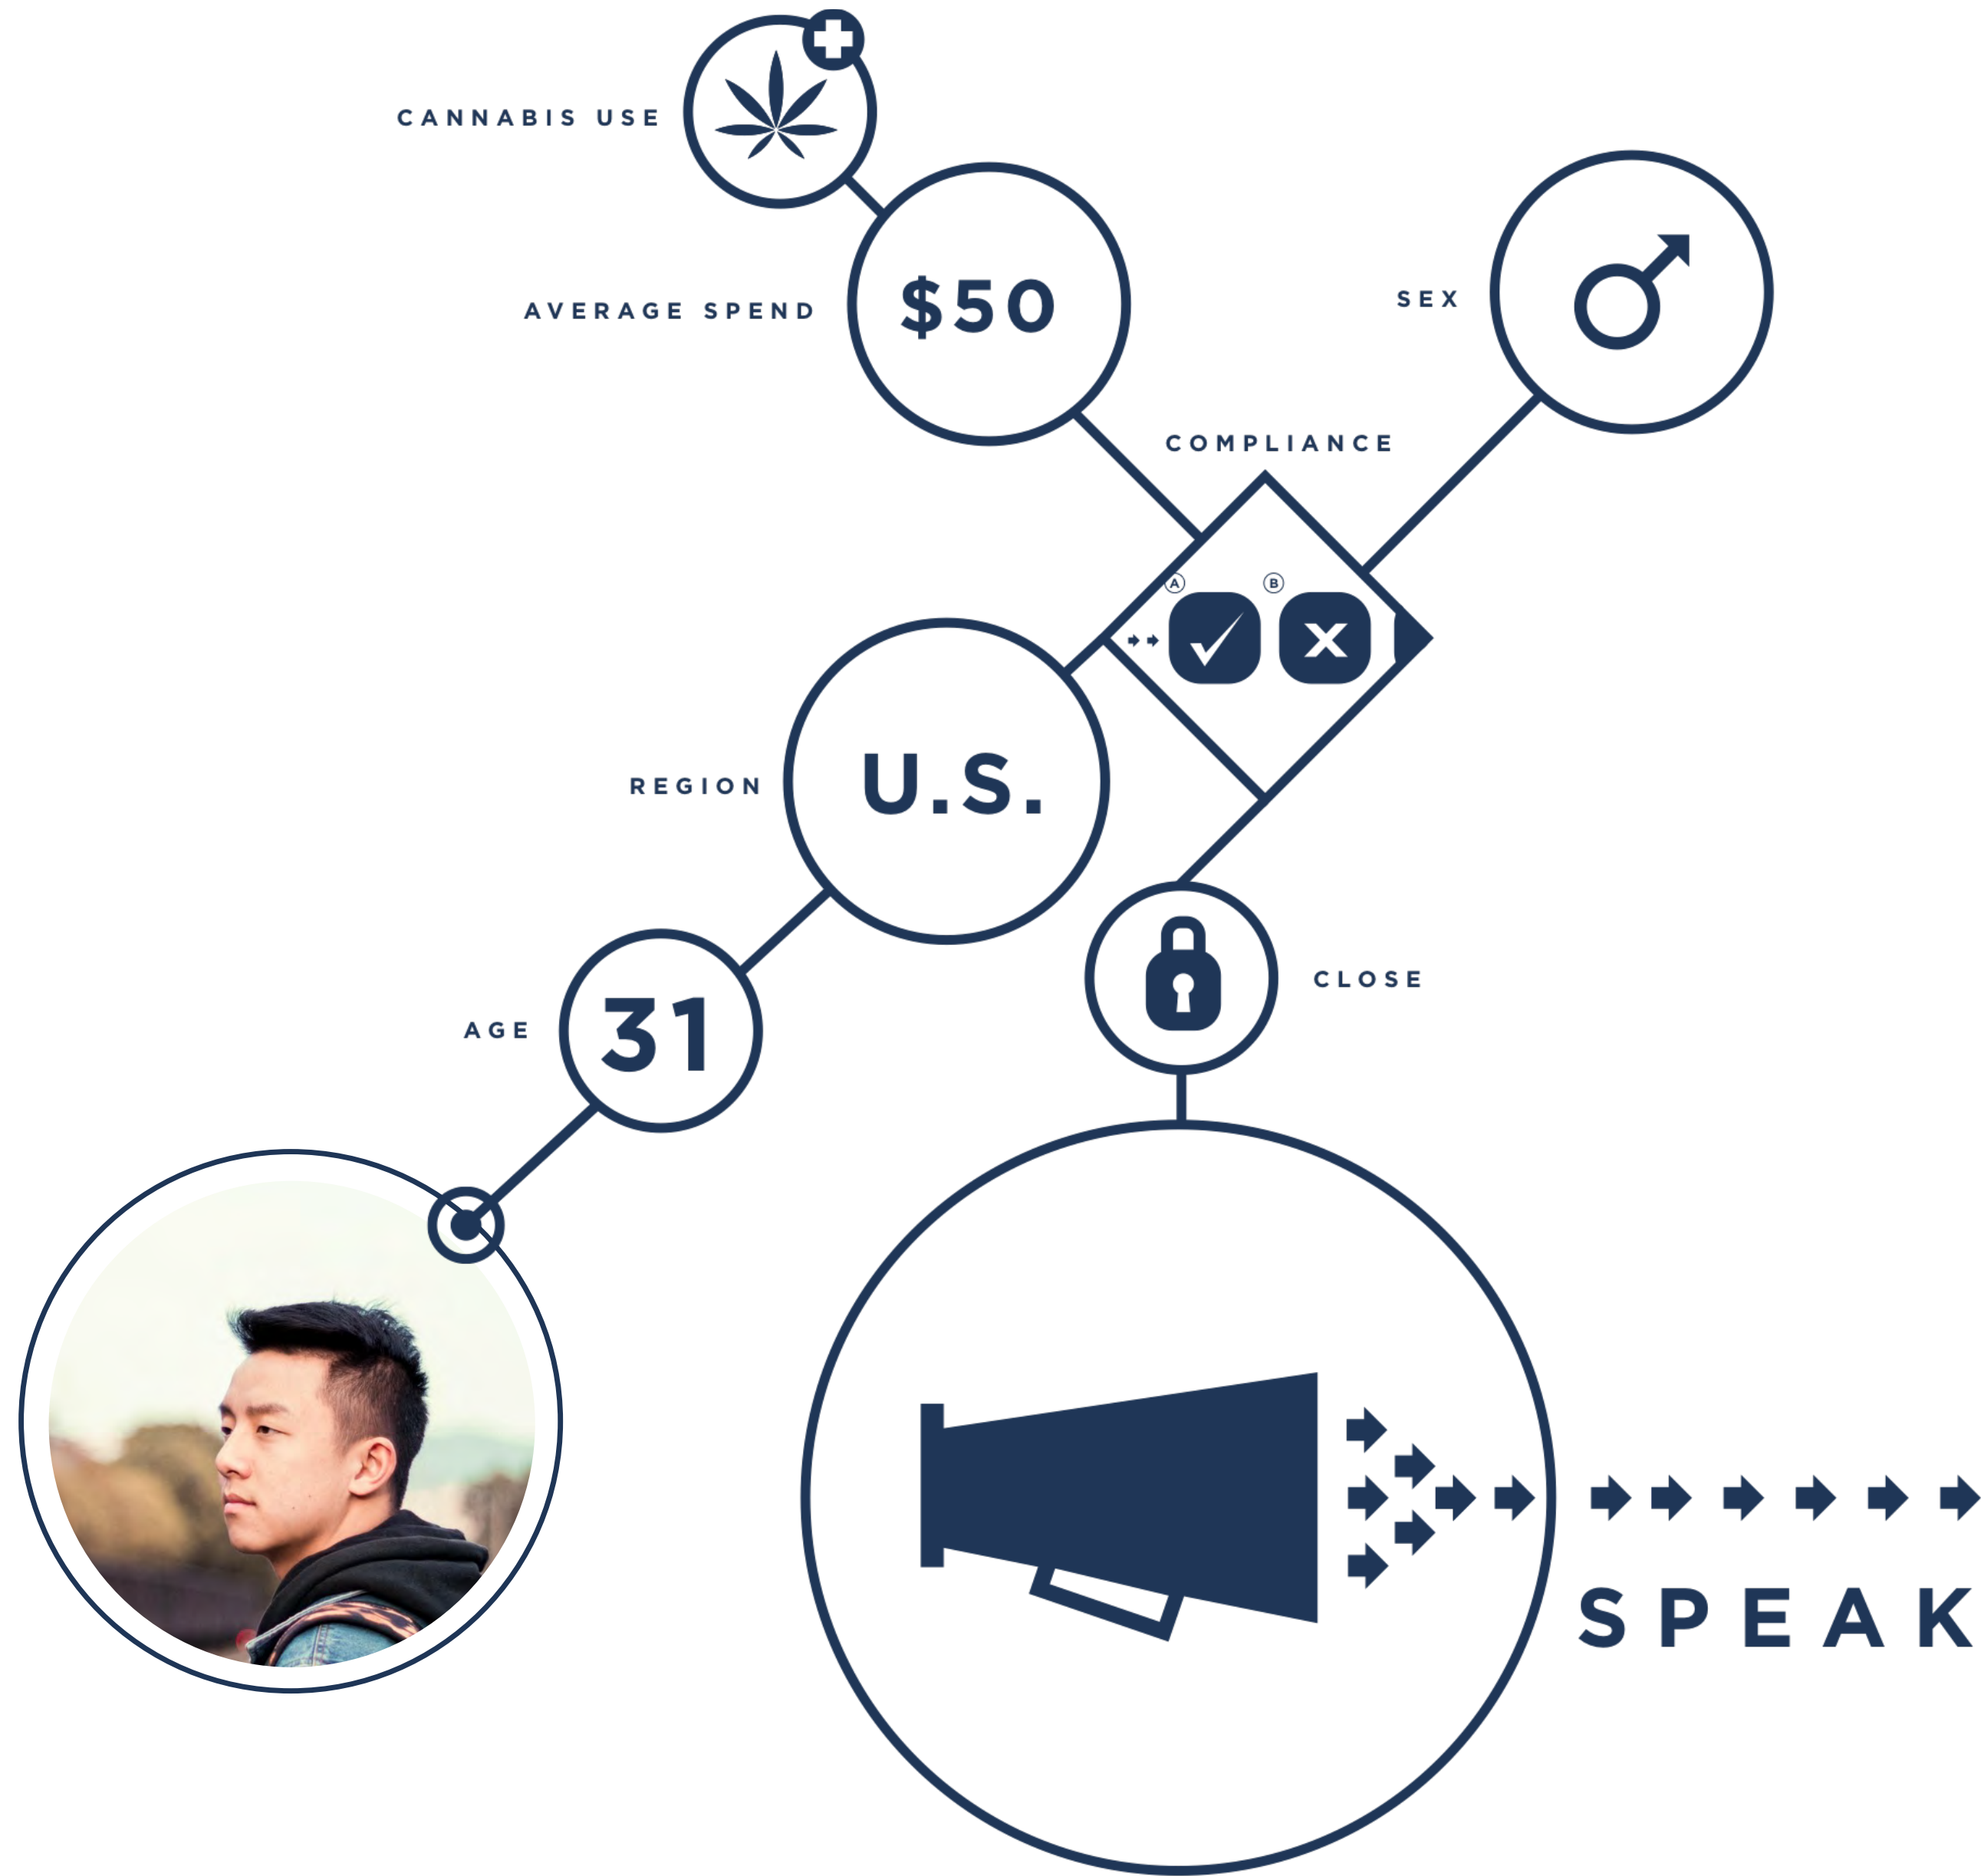 CANNABIS USE
AVERAGE SPEND
$50
SEX
COMPLIANCE
A
B
REGION
U.S.
AGE
31
CLOSE
SPEAK